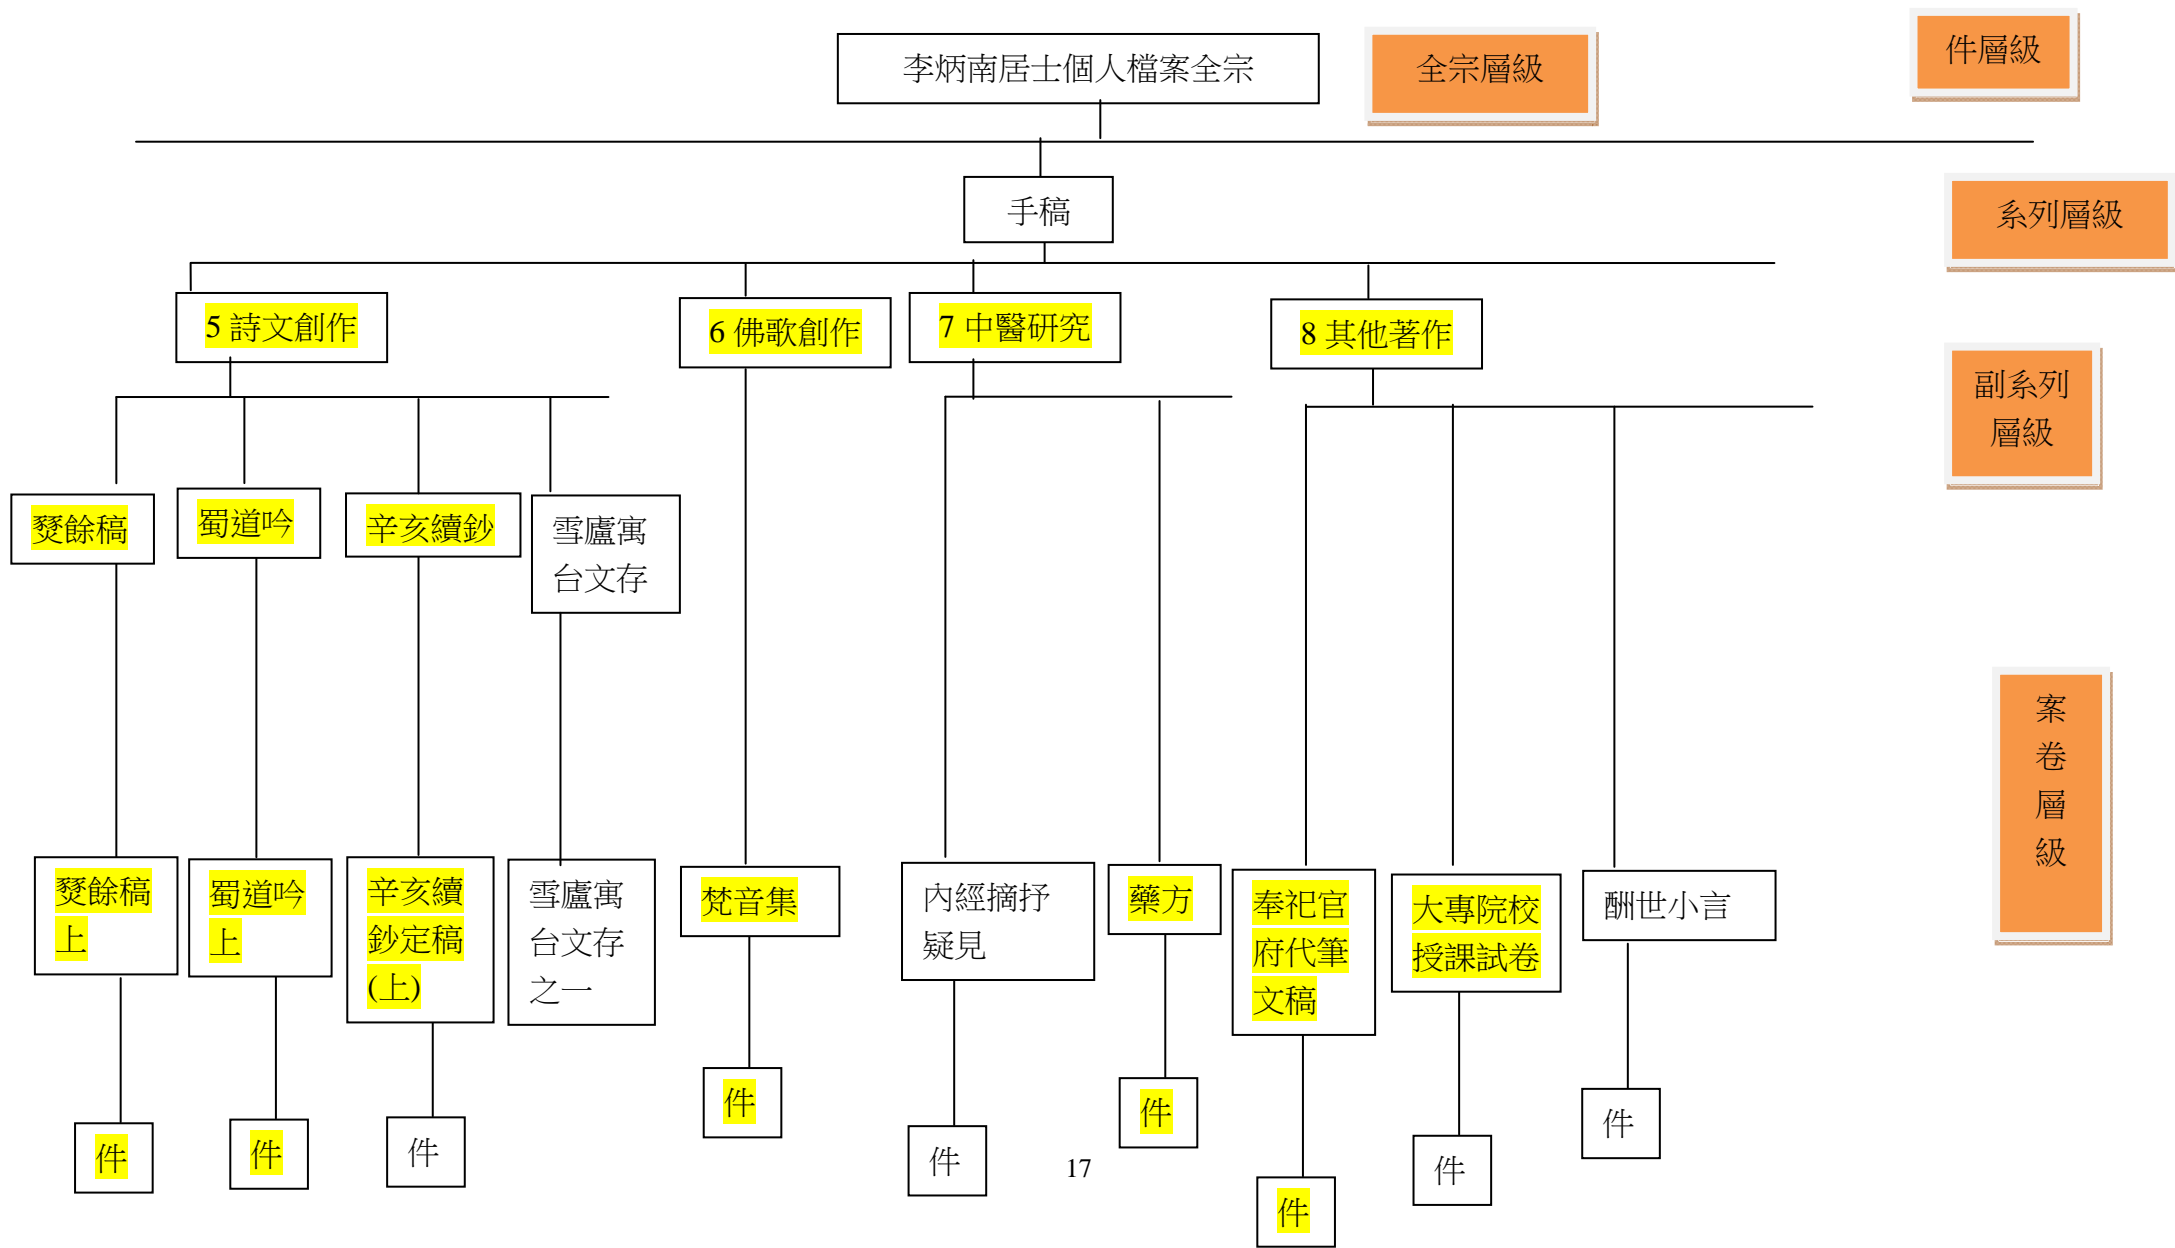 李炳南居士個人檔案全宗
全宗層級
件層級
手稿
系列層級
5 詩文創作
6 佛歌創作
7 中醫研究
8 其他著作
副系列
層級
燹餘稿
蜀道吟
辛亥續鈔
雪廬寓
台文存
案
卷
層
級
燹餘稿
上
蜀道吟
上
辛亥續
鈔定稿
(上)
雪廬寓
台文存
之一
梵音集
內經摘抄
疑見
藥方
奉祀官
府代筆
文稿
大專院校
授課試卷
酬世小言
件
件
件
件
件
件
件
件
件
17